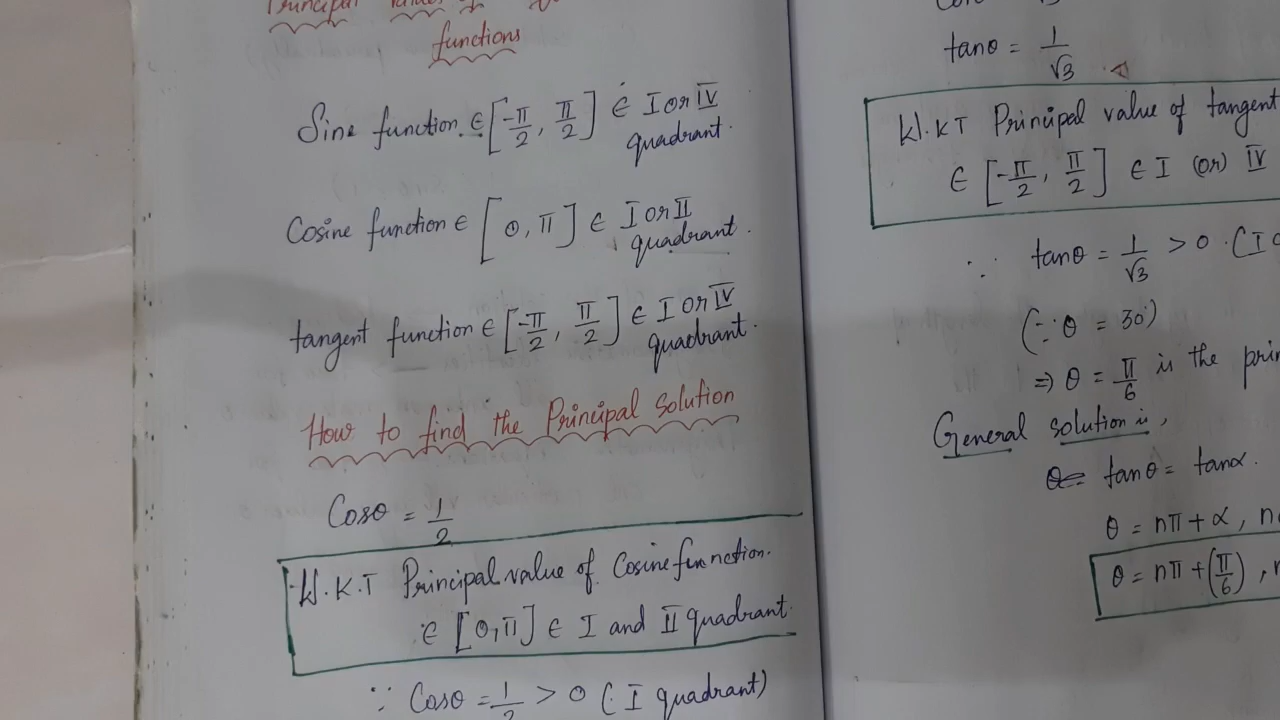 Principal
functions
Sine function ∈ [-π/2, π/2] ∈ I or IV
quadrant.
Cosine function ∈ [0, π] ∈ I or II
quadrant.
tangent function ∈ [-π/2, π/2] ∈ I or IV
quadrant.
How to find the Principal Solution
Cosθ = 1/2
W.K.T Principal value of Cosine function.
∈ [0, π] ∈ I and II quadrant.
∵ Cosθ = 1/2 > 0 (∵ I quadrant)
tanθ = 1/√3
W.K.T Principal value of tangent
∈ [-π/2, π/2] ∈ I (or) IV
∴ tanθ = 1/√3 > 0 (I
(∵ θ = 30°)
⇒ θ = π/6 is the
General solution is,
tanθ = tanα.
θ = nπ + α,
θ = nπ + (π/6),